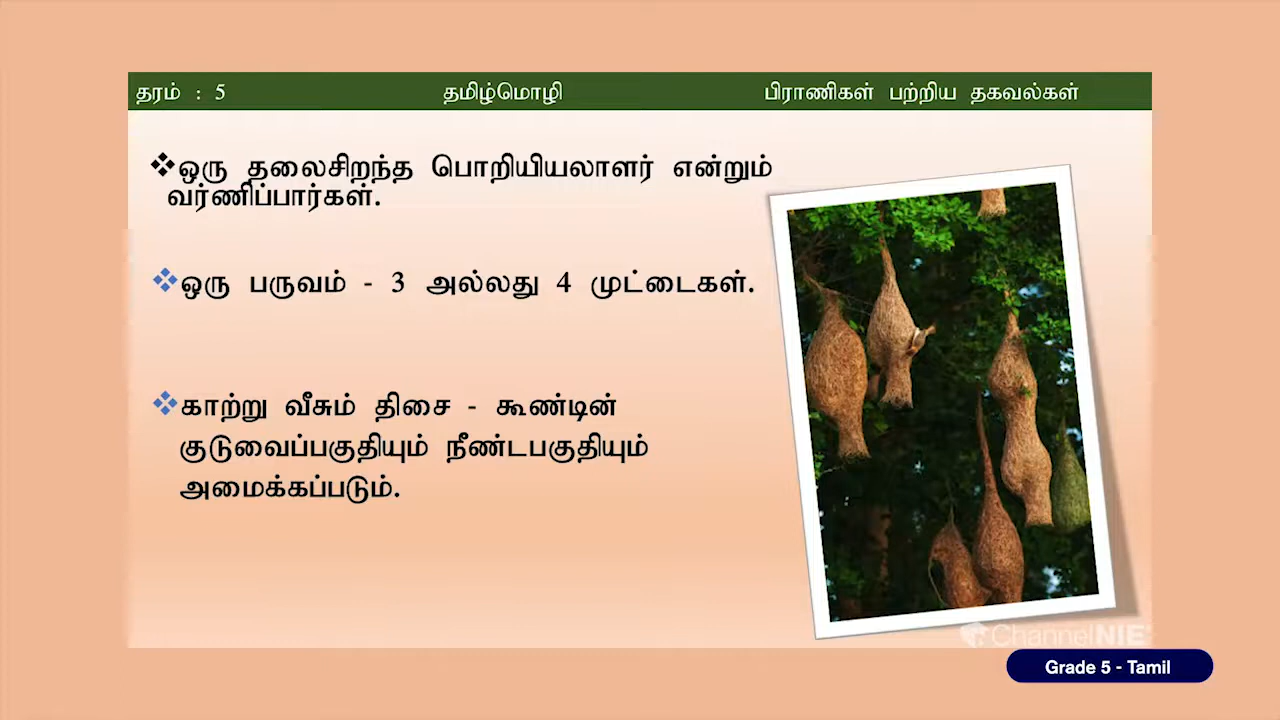 தரம் : 5 தமிழ்மொழி பிராணிகள் பற்றிய தகவல்கள்
❖ஒரு தலைசிறந்த பொறியியலாளர் என்றும்
வர்ணிப்பார்கள்.
❖ஒரு பருவம் - 3 அல்லது 4 முட்டைகள்.
❖காற்று வீசும் திசை - கூண்டின்
குடுவைப்பகுதியும் நீண்டபகுதியும்
அமைக்கப்படும்.
ChannelNIE
Grade 5 - Tamil